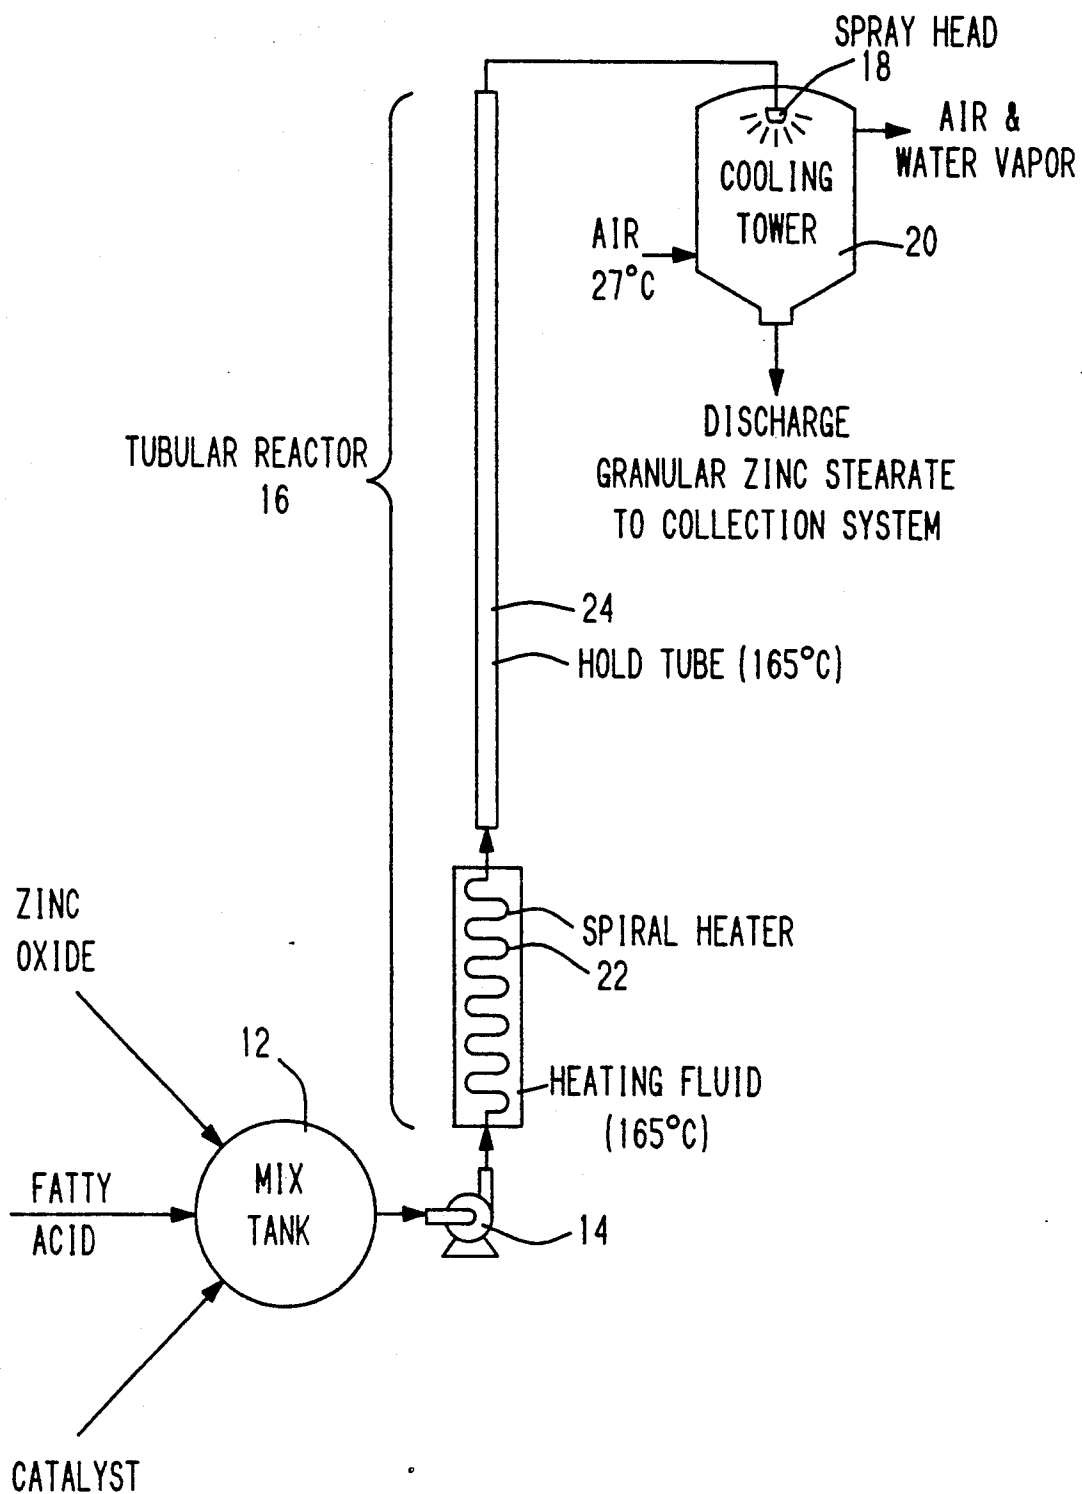 SPRAY HEAD
18
AIR &
WATER VAPOR
COOLING
TOWER
20
AIR
27°C
DISCHARGE
GRANULAR ZINC STEARATE
TO COLLECTION SYSTEM
TUBULAR REACTOR
16
24
HOLD TUBE (165°C)
SPIRAL HEATER
22
HEATING FLUID
(165°C)
ZINC
OXIDE
12
FATTY
ACID
MIX
TANK
14
CATALYST